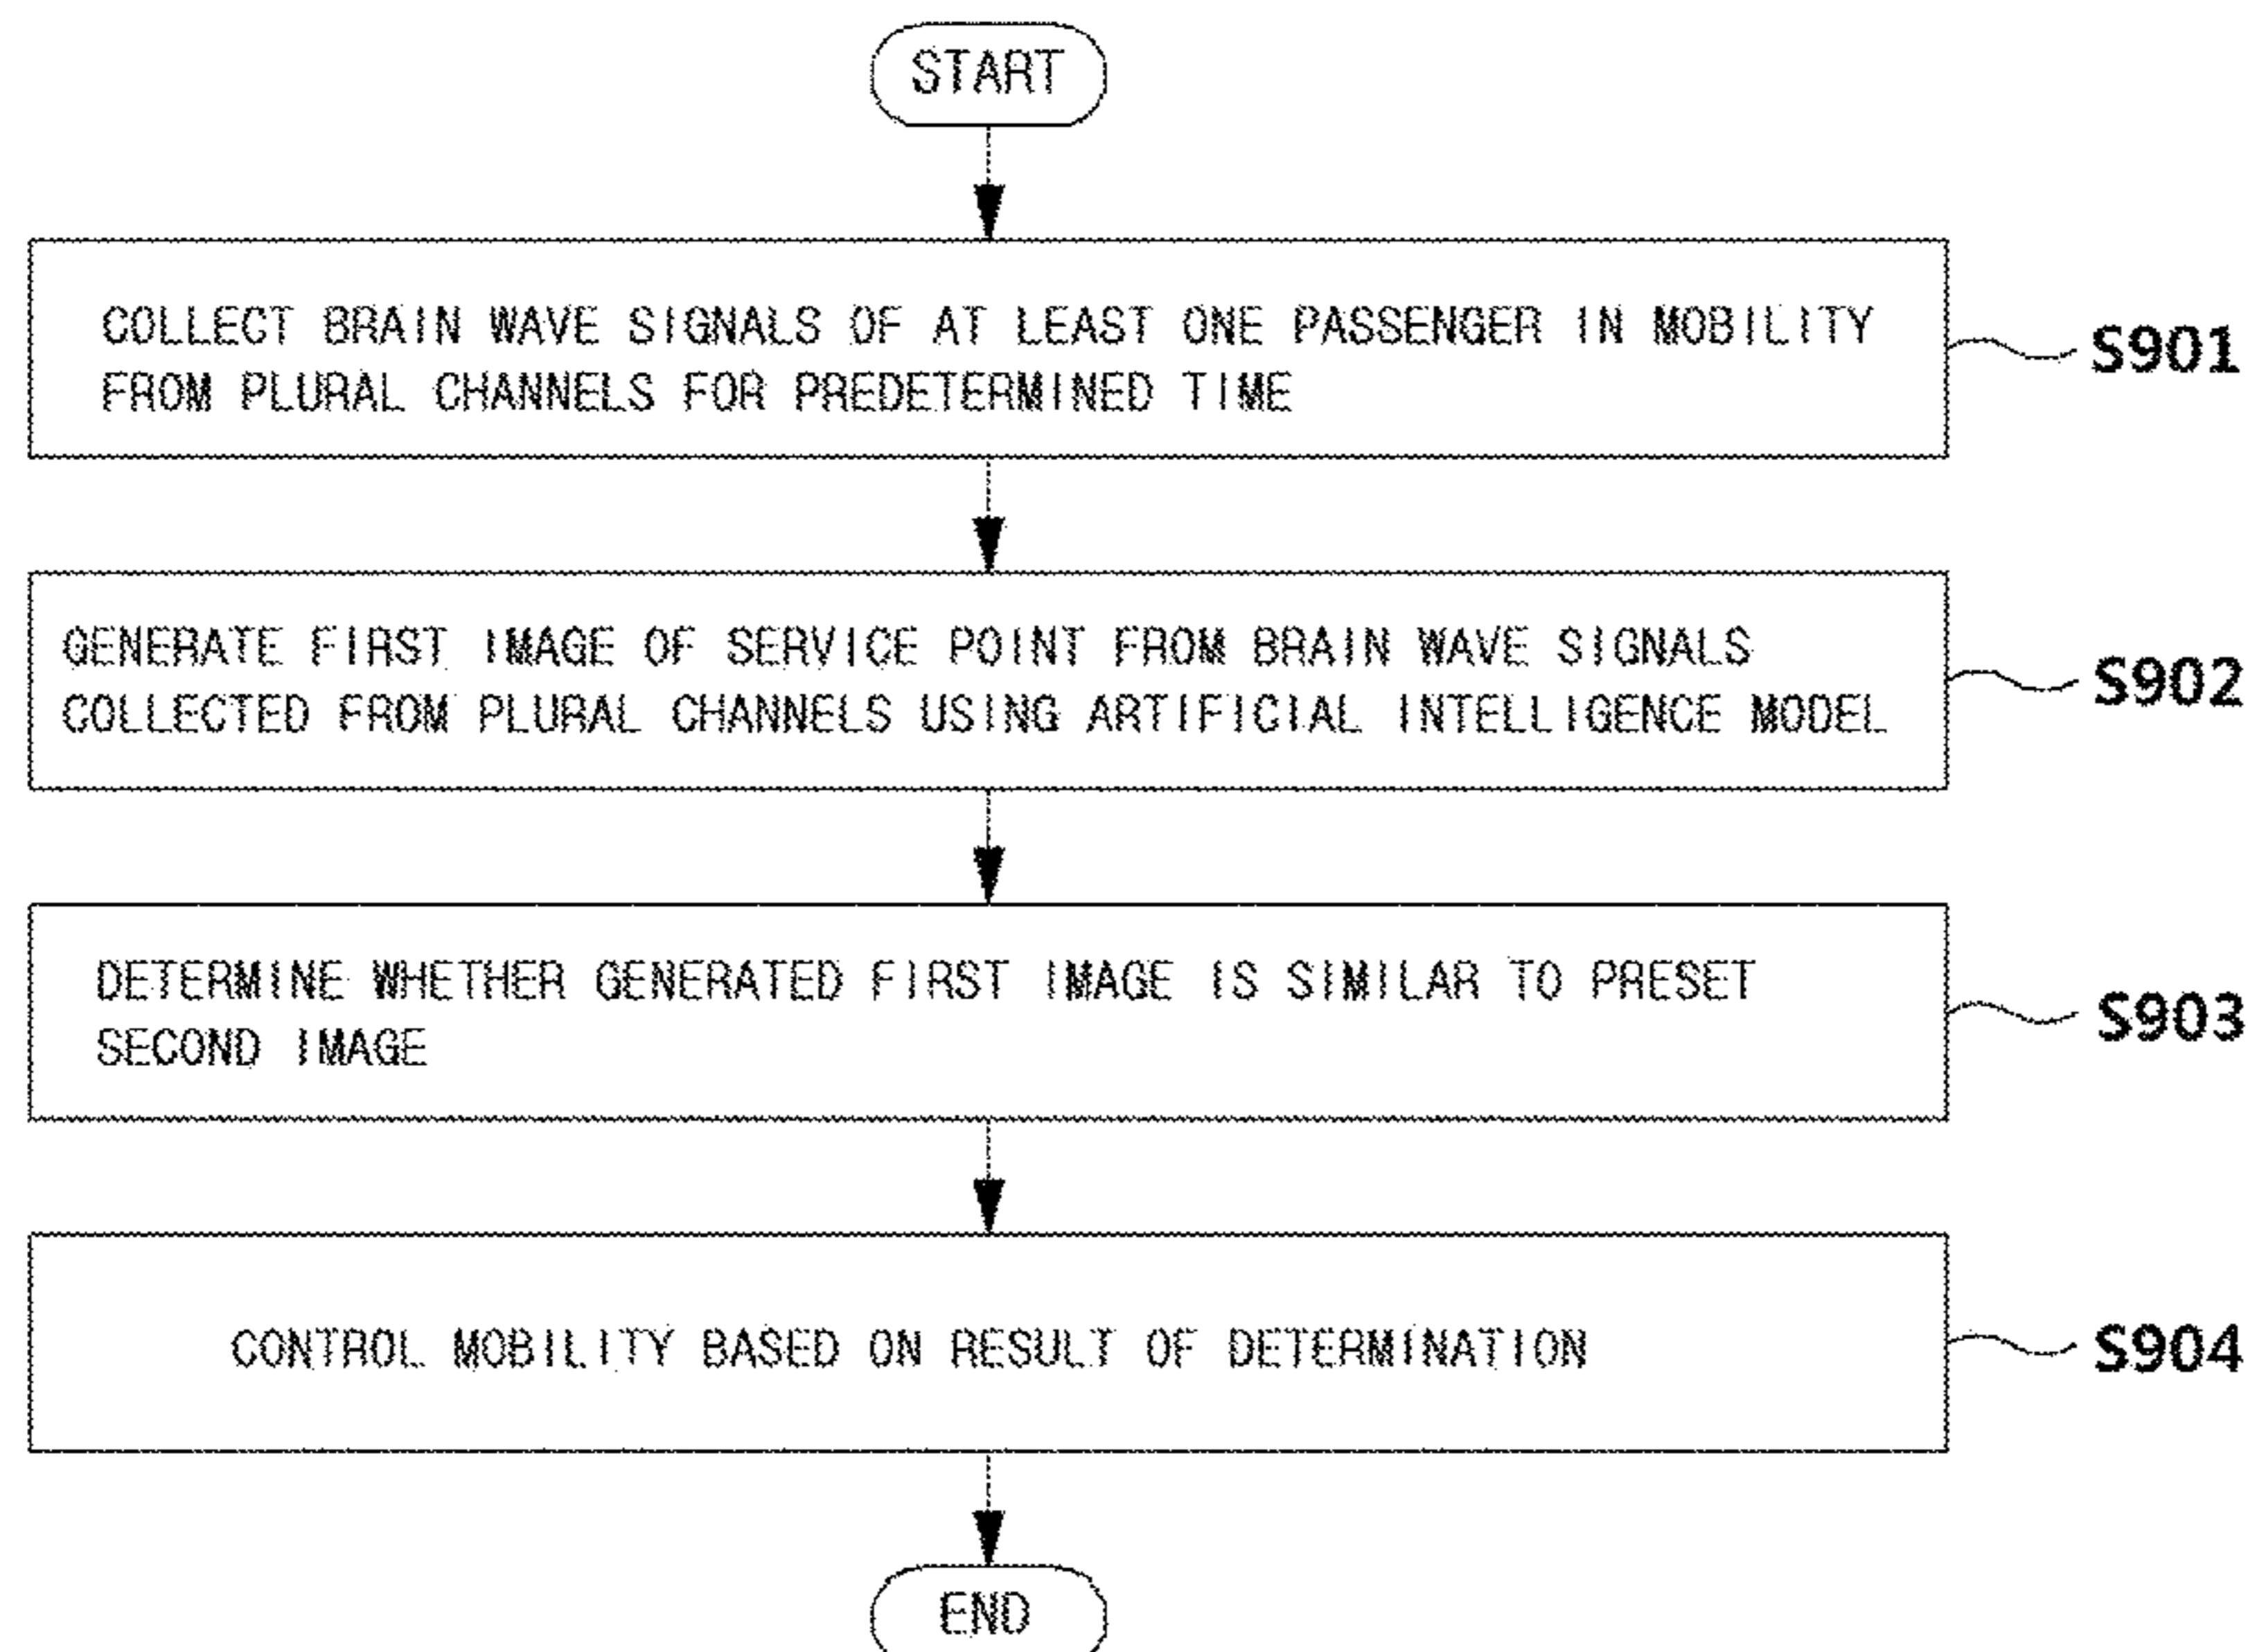 START
COLLECT BRAIN WAVE SIGNALS OF AT LEAST ONE PASSENGER IN MOBILITY
FROM PLURAL CHANNELS FOR PREDETERMINED TIME
S901
GENERATE FIRST IMAGE OF SERVICE POINT FROM BRAIN WAVE SIGNALS
COLLECTED FROM PLURAL CHANNELS USING ARTIFICIAL INTELLIGENCE MODEL
S902
DETERMINE WHETHER GENERATED FIRST IMAGE IS SIMILAR TO PRESET
SECOND IMAGE
S903
CONTROL MOBILITY BASED ON RESULT OF DETERMINATION
S904
END